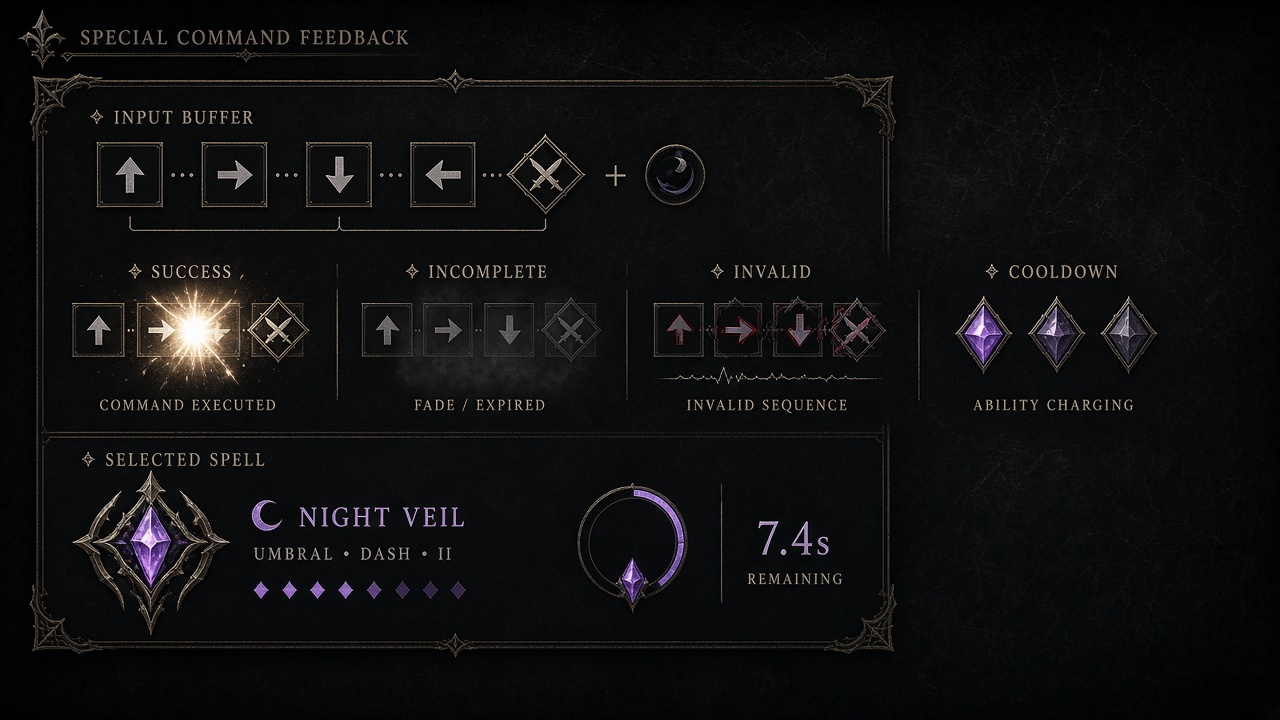 SPECIAL COMMAND FEEDBACK
INPUT BUFFER
SUCCESS
INCOMPLETE
INVALID
COOLDOWN
COMMAND EXECUTED
FADE / EXPIRED
INVALID SEQUENCE
ABILITY CHARGING
SELECTED SPELL
NIGHT VEIL
UMBRAL • DASH • II
7.4s
REMAINING